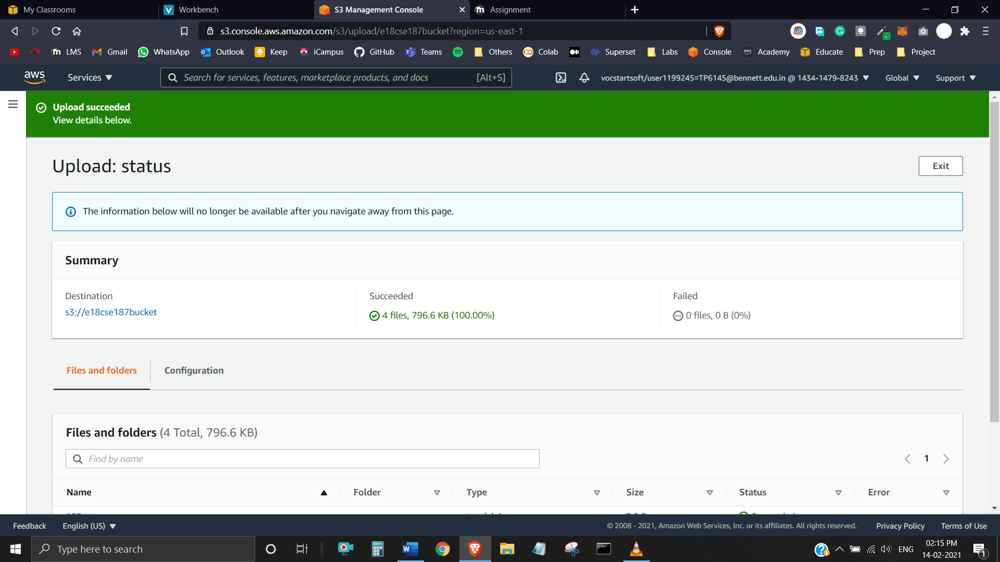 My Classrooms
Workbench
S3 Management Console
Assignment
s3.console.aws.amazon.com/s3/upload/e18cse187bucket?region=us-east-1
LMS
Gmail
WhatsApp
Outlook
Keep
iCampus
GitHub
Teams
Others
Colab
Superset
Labs
Console
aws
Academy
Educate
Prep
Project
aws
Services
Search for services, features, marketplace products, and docs
[Alt+S]
vocstartsoft/user1199245=TP6145@bennett.edu.in @ 1434-1479-8243
Global
Support
Upload succeeded
View details below.
Upload: status
Exit
The information below will no longer be available after you navigate away from this page.
Summary
Destination
s3://e18cse187bucket
Succeeded
4 files, 796.6 KB (100.00%)
Failed
0 files, 0 B (0%)
Files and folders
Configuration
Files and folders (4 Total, 796.6 KB)
Find by name
1
Name
Folder
Type
Size
Status
Error
Feedback
English (US)
© 2008 - 2021, Amazon Web Services, Inc. or its affiliates. All rights reserved.
Privacy Policy
Terms of Use
Type here to search
ENG
02:15 PM
14-02-2021
1